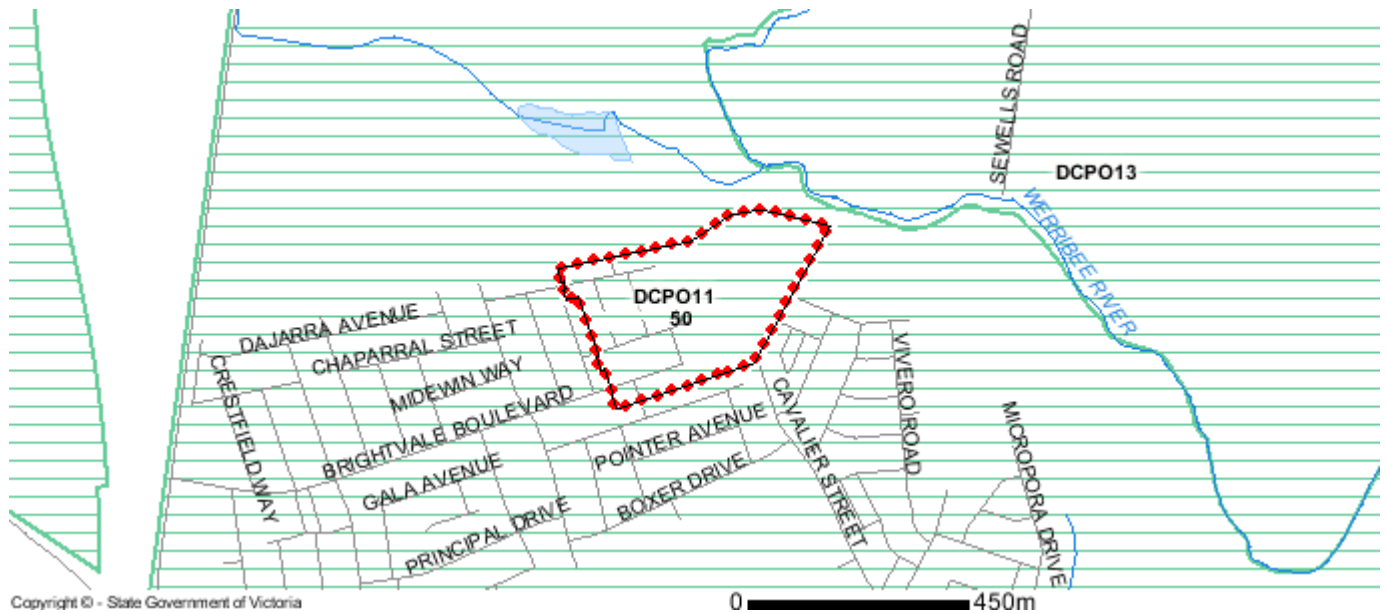 SEWELLS ROAD
DCPO13
WERRIBEE RIVER
DCPO11
50
DAJARRA AVENUE
CHAPARRAL STREET
MIDEWIN WAY
BRIGHTVALE BOULEVARD
CRESTFIELD WAY
GALA AVENUE
PRINCIPAL DRIVE
POINTER AVENUE
BOXER DRIVE
CAVALIER STREET
VIVERO ROAD
MICROPORA DRIVE
Copyright © - State Government of Victoria
0 450m